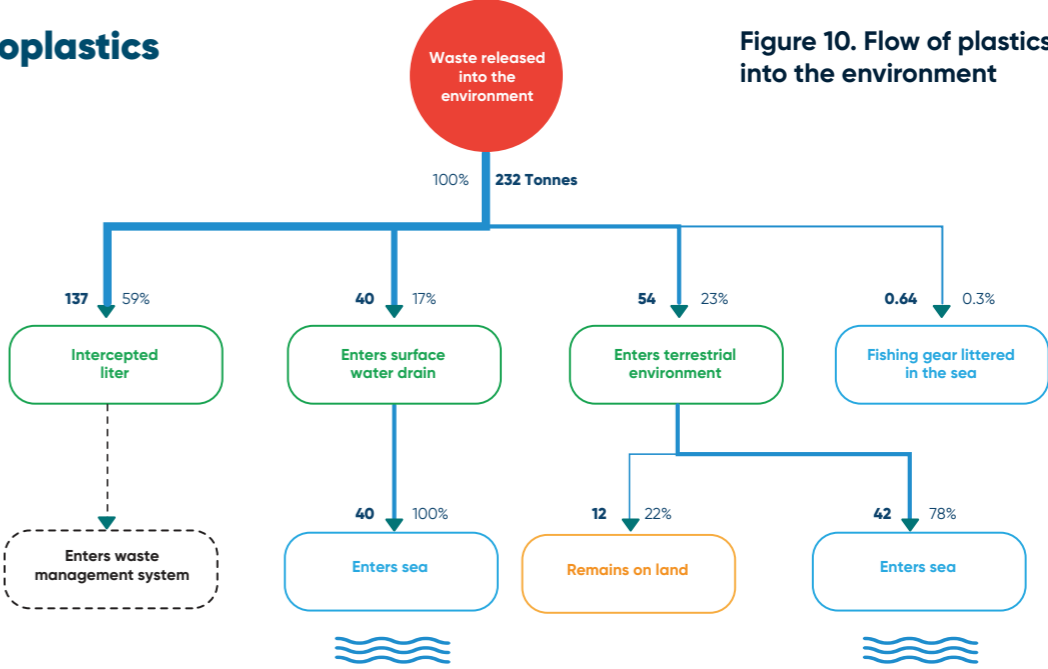 oplastics
Figure 10. Flow of plastics
into the environment
Waste released
into the
environment
100% 232 Tonnes
137 59%
40 17%
54 23%
0.64 0.3%
Intercepted
liter
Enters surface
water drain
Enters terrestrial
environment
Fishing gear littered
in the sea
40 100%
12 22%
42 78%
Enters waste
management system
Enters sea
Remains on land
Enters sea